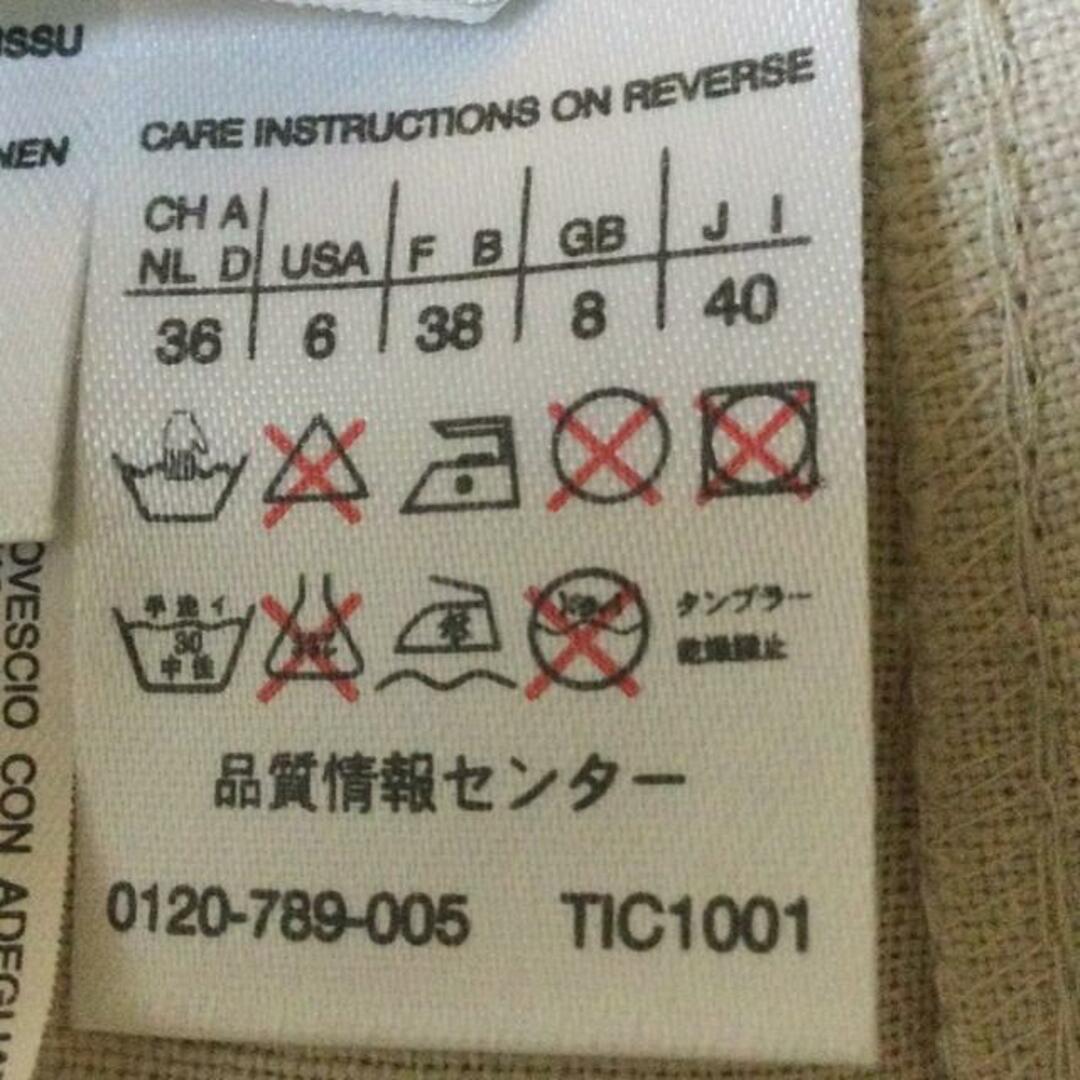 ISSU
NEN
CARE INSTRUCTIONS ON REVERSE
CH A
NL D
USA
F B
GB
J I
36
6
38
8
40
手洗イ
30
中性
タンブラー
乾燥禁止
品質情報センター
0120-789-005 TIC1001
OVESCIO CON ADEGUA